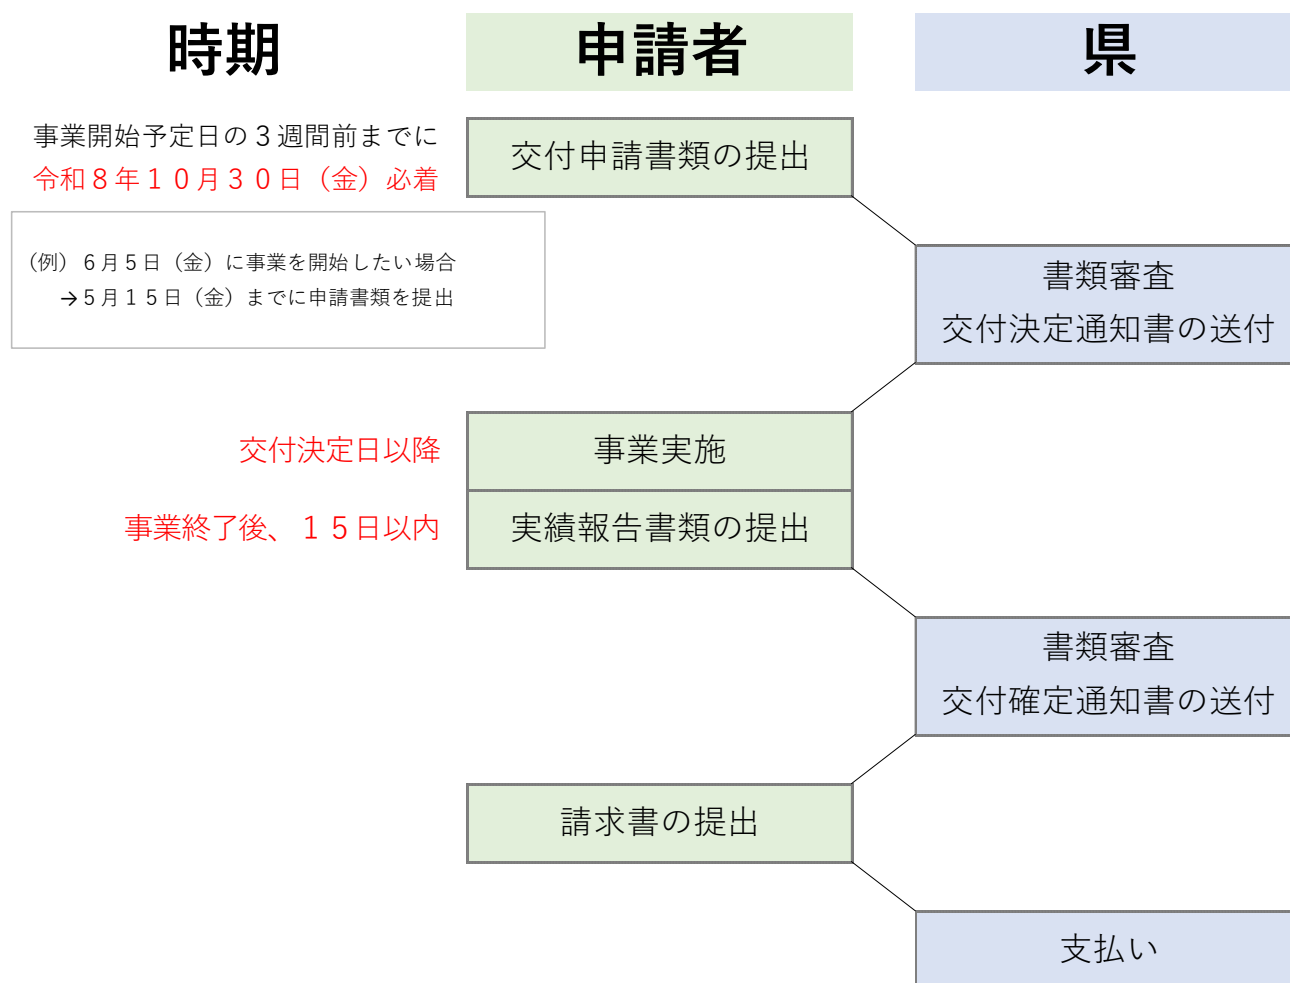 時期
申請者
県
事業開始予定日の３週間前までに
令和８年１０月３０日（金）必着
交付申請書類の提出
（例）６月５日（金）に事業を開始したい場合
→５月１５日（金）までに申請書類を提出
書類審査
交付決定通知書の送付
交付決定日以降
事業実施
事業終了後、１５日以内
実績報告書類の提出
書類審査
交付確定通知書の送付
請求書の提出
支払い